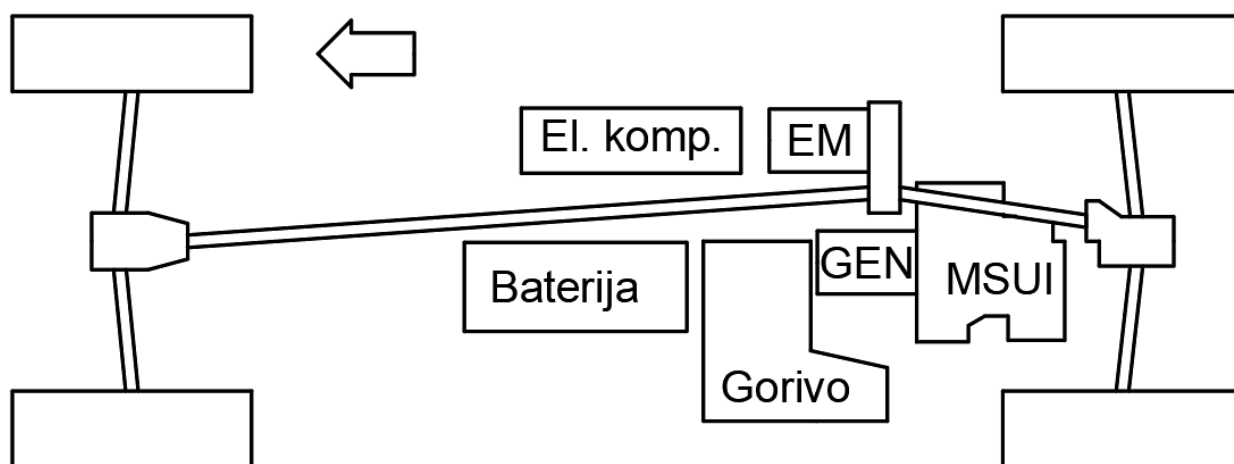 El. komp.
EM
GEN
MSUI
Baterija
Gorivo